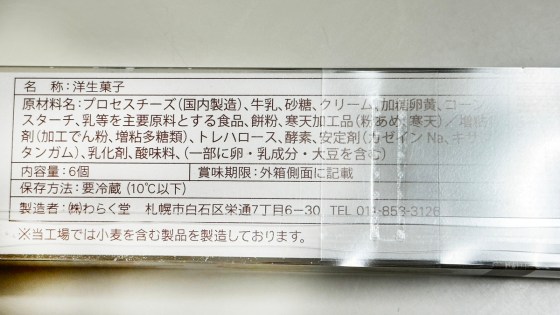 名 称:洋生菓子
原材料名:プロセスチーズ(国内製造)、牛乳、砂糖、クリーム、加糖卵黄、コーン
スターチ、乳等を主要原料とする食品、餅粉、寒天加工品(粉あめ、寒天)/増粘
剤(加工でん粉、増粘多糖類)、トレハロース、酵素、安定剤(カゼインNa、キサ
タンガム)、乳化剤、酸味料、(一部に卵・乳成分・大豆を含む)
内容量:6個 賞味期限:外箱側面に記載
保存方法:要冷蔵(10℃以下)
製造者:㈱わらく堂 札幌市白石区栄通7丁目6-30 TEL 011-853-3128
※当工場では小麦を含む製品を製造しております。